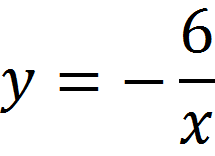 y = − 6/x